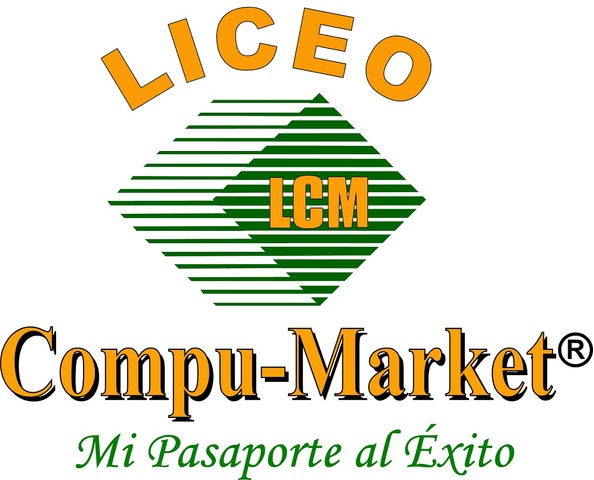 LICEO
LCM
Compu-Market®
Mi Pasaporte al Éxito